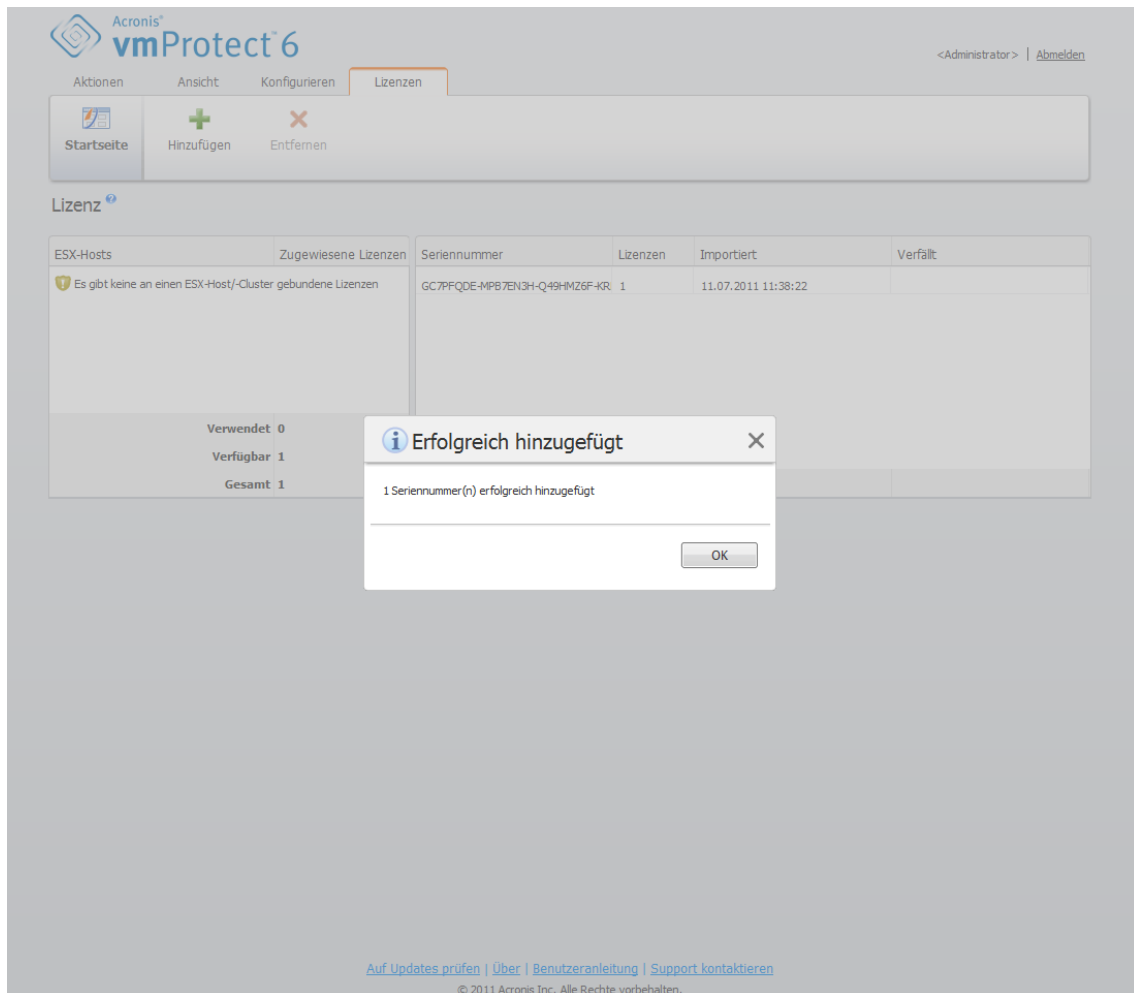 Acronis®
vmProtect™ 6
<Administrator> | Abmelden
Aktionen Ansicht Konfigurieren Lizenzen
Startseite Hinzufügen Entfernen
Lizenz
ESX-Hosts Zugewiesene Lizenzen Seriennummer Lizenzen Importiert Verfällt
Es gibt keine an einen ESX-Host/-Cluster gebundene Lizenzen GC7PFQDE-MPB7EN3H-Q49HMZ6F-KR 1 11.07.2011 11:38:22
Verwendet 0
Verfügbar 1
Gesamt 1
Erfolgreich hinzugefügt
1 Seriennummer(n) erfolgreich hinzugefügt
OK
Auf Updates prüfen | Über | Benutzeranleitung | Support kontaktieren
© 2011 Acronis Inc. Alle Rechte vorbehalten.